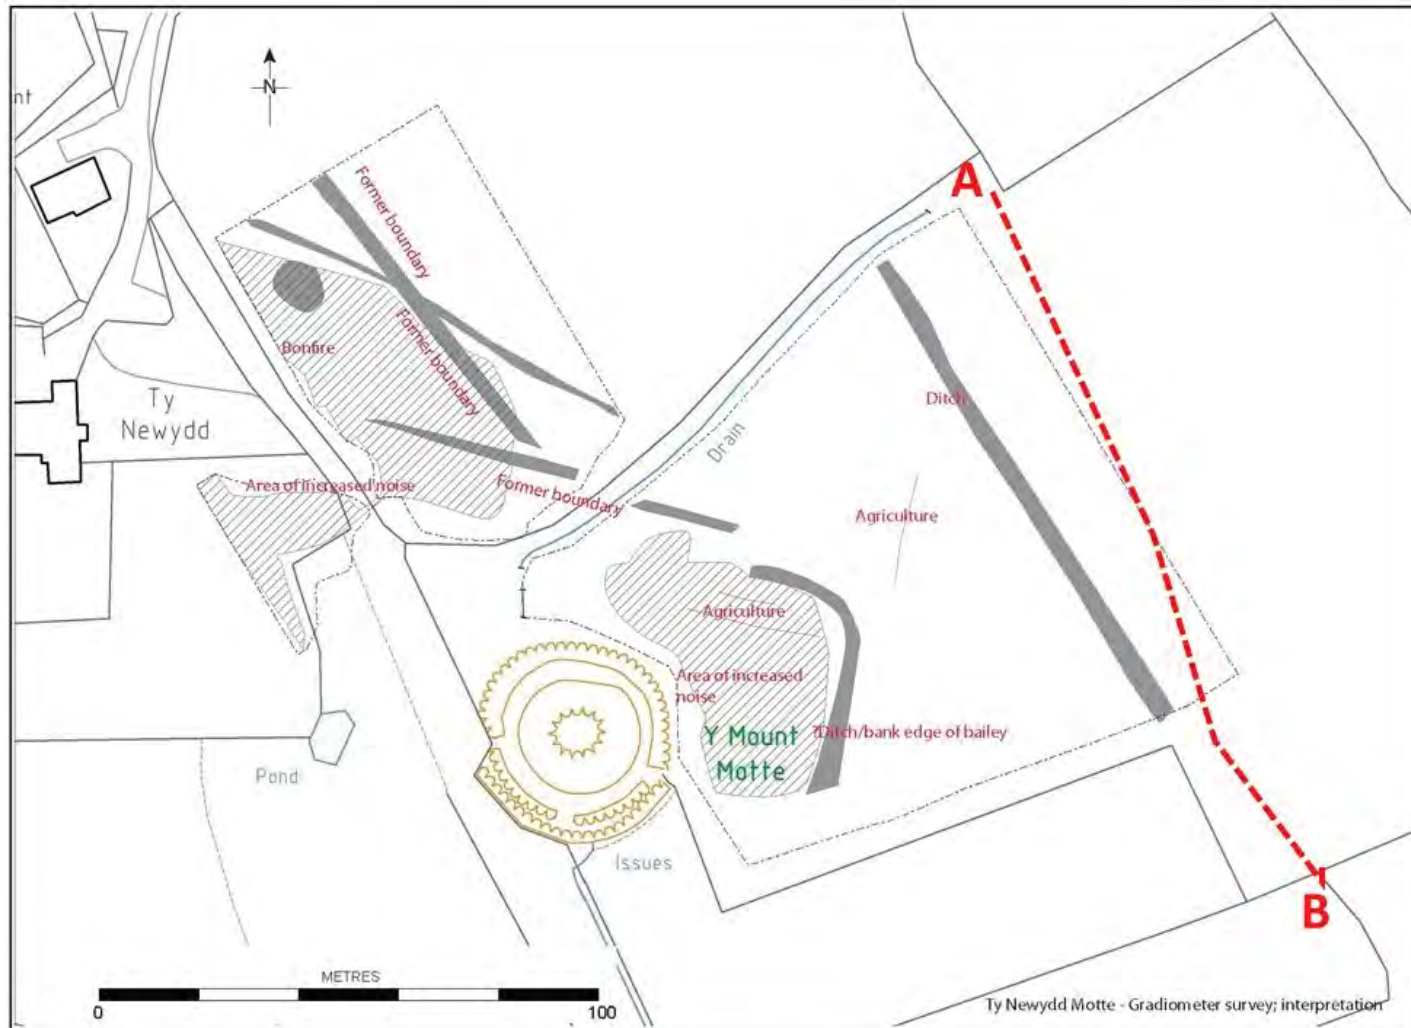 nt
N
A
Former boundary
Former boundary
Bonfire
Ty
Newydd
Ditch
Drain
Area of increased noise
Former boundary
Agriculture
Agriculture
Area of increased
noise
Y Mount
Motte
?Ditch/bank edge of bailey
Pond
Issues
B
METRES
0
100
Ty Newydd Motte - Gradiometer survey; interpretation